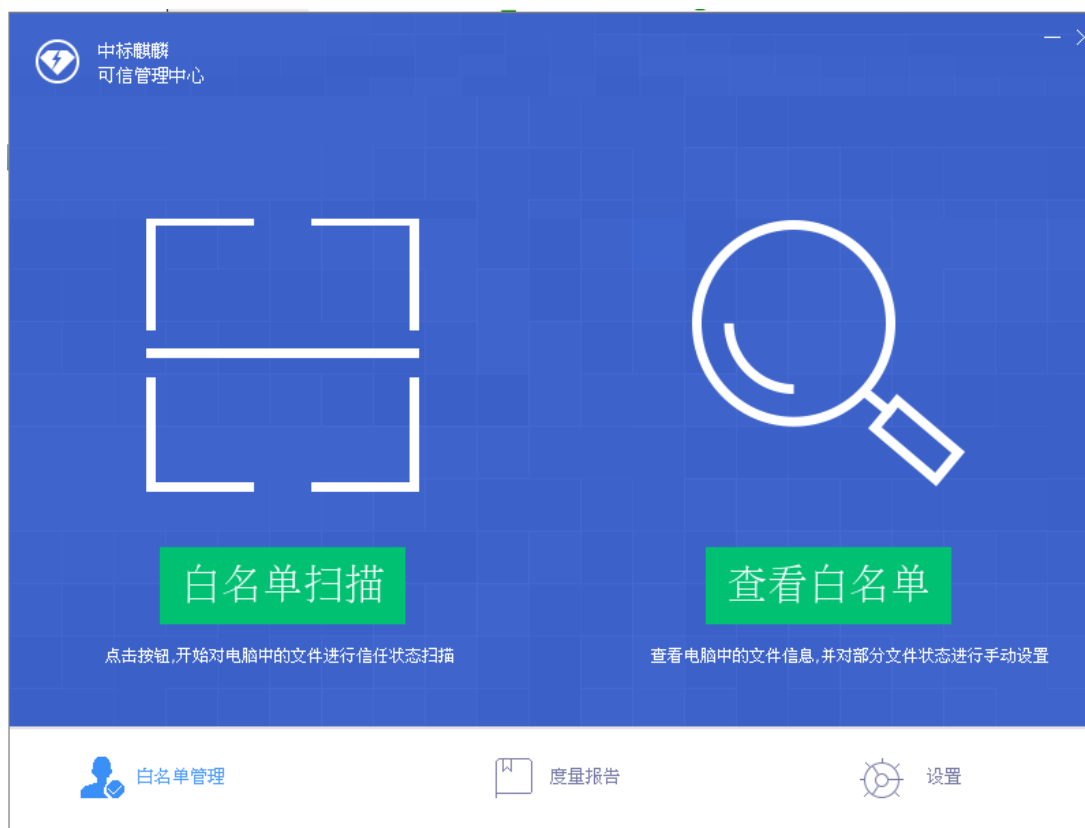 中标麒麟
可信管理中心
白名单扫描
查看白名单
点击按钮,开始对电脑中的文件进行信任状态扫描
查看电脑中的文件信息,并对部分文件状态进行手动设置
白名单管理
度量报告
设置